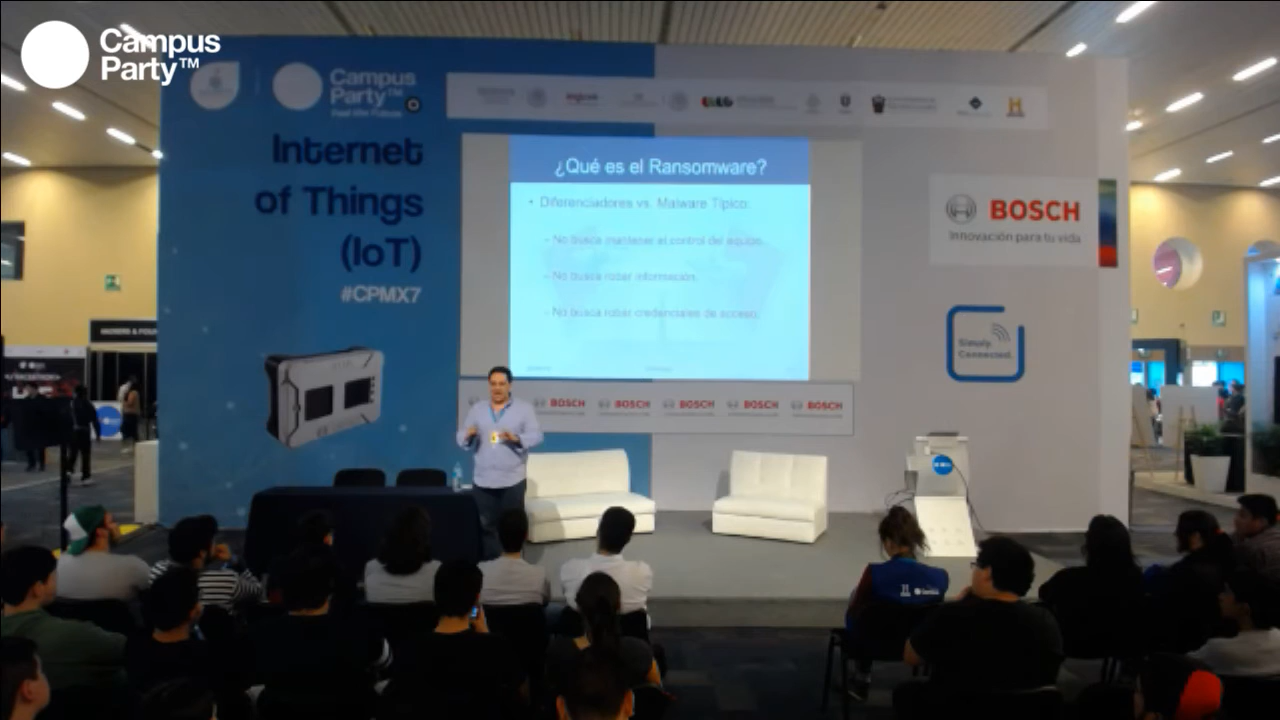 Campus
Party™
Campus
Party™
Internet
of Things
(IoT)
#CPMX7
¿Qué es el Ransomware?
• Diferenciadores vs. Malware Típico:
– No busca mantener el control del equipo.
– No busca robar información.
– No busca robar credenciales de acceso.
BOSCH
Innovación para tu vida
Simply.
Connected.
BOSCH
BOSCH
BOSCH
BOSCH
BOSCH
H